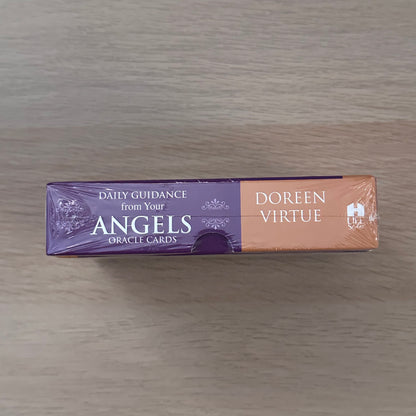 DAILY GUIDANCE
from Your
ANGELS
ORACLE CARDS
DOREEN
VIRTUE